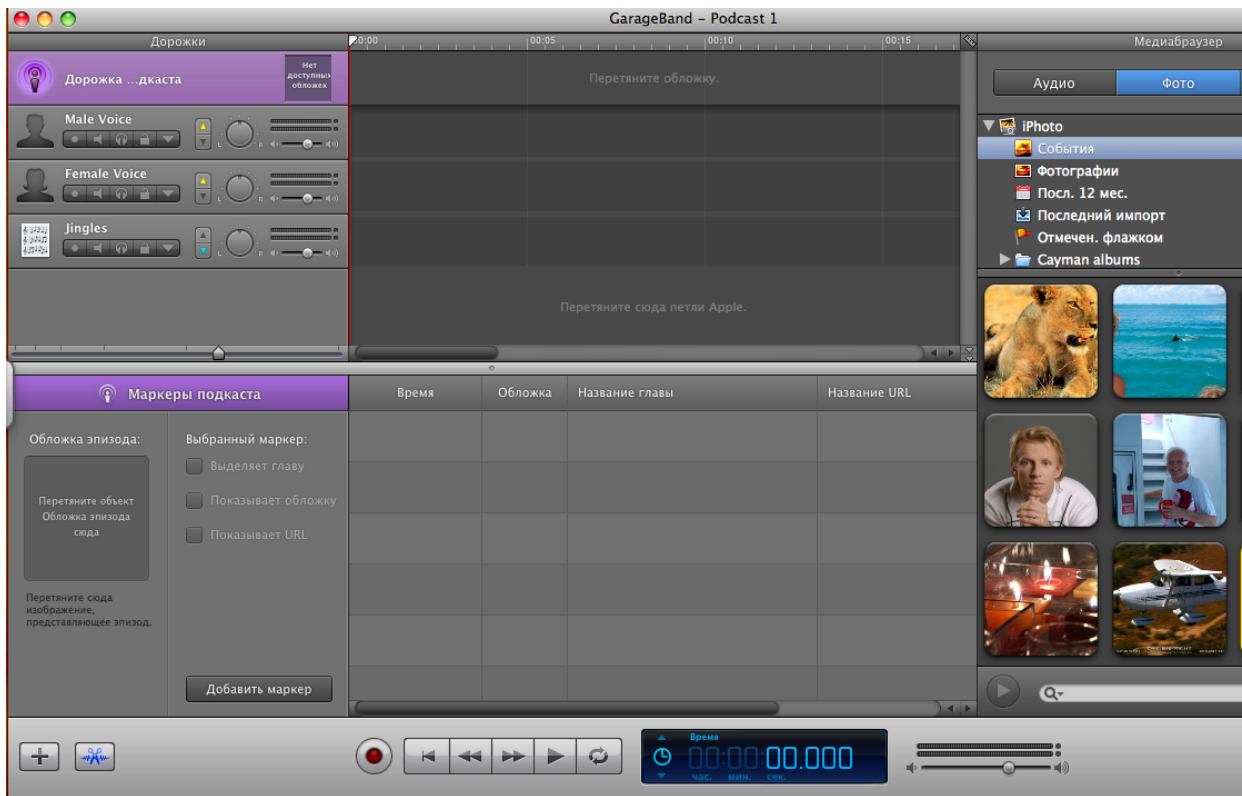 GarageBand – Podcast 1
Дорожки
00:05
00:10
00:15
Медиабраузер
Дорожка ...дкаста
Нет
доступных
обложек
Перетяните обложку.
Аудио
Фото
Male Voice
L R
Female Voice
L R
Jingles
L R
iPhoto
События
Фотографии
Посл. 12 мес.
Последний импорт
Отмечен. флажком
Cayman albums
Перетяните сюда петли Apple.
Маркеры подкаста
Время
Обложка
Название главы
Название URL
Обложка эпизода:
Перетяните объект
Обложка эпизода
сюда
Перетяните сюда
изображение,
представляющее эпизод.
Выбранный маркер:
Выделяет главу
Показывает обложку
Показывает URL
Добавить маркер
Время
00:00:00.000
час. мин. сек.